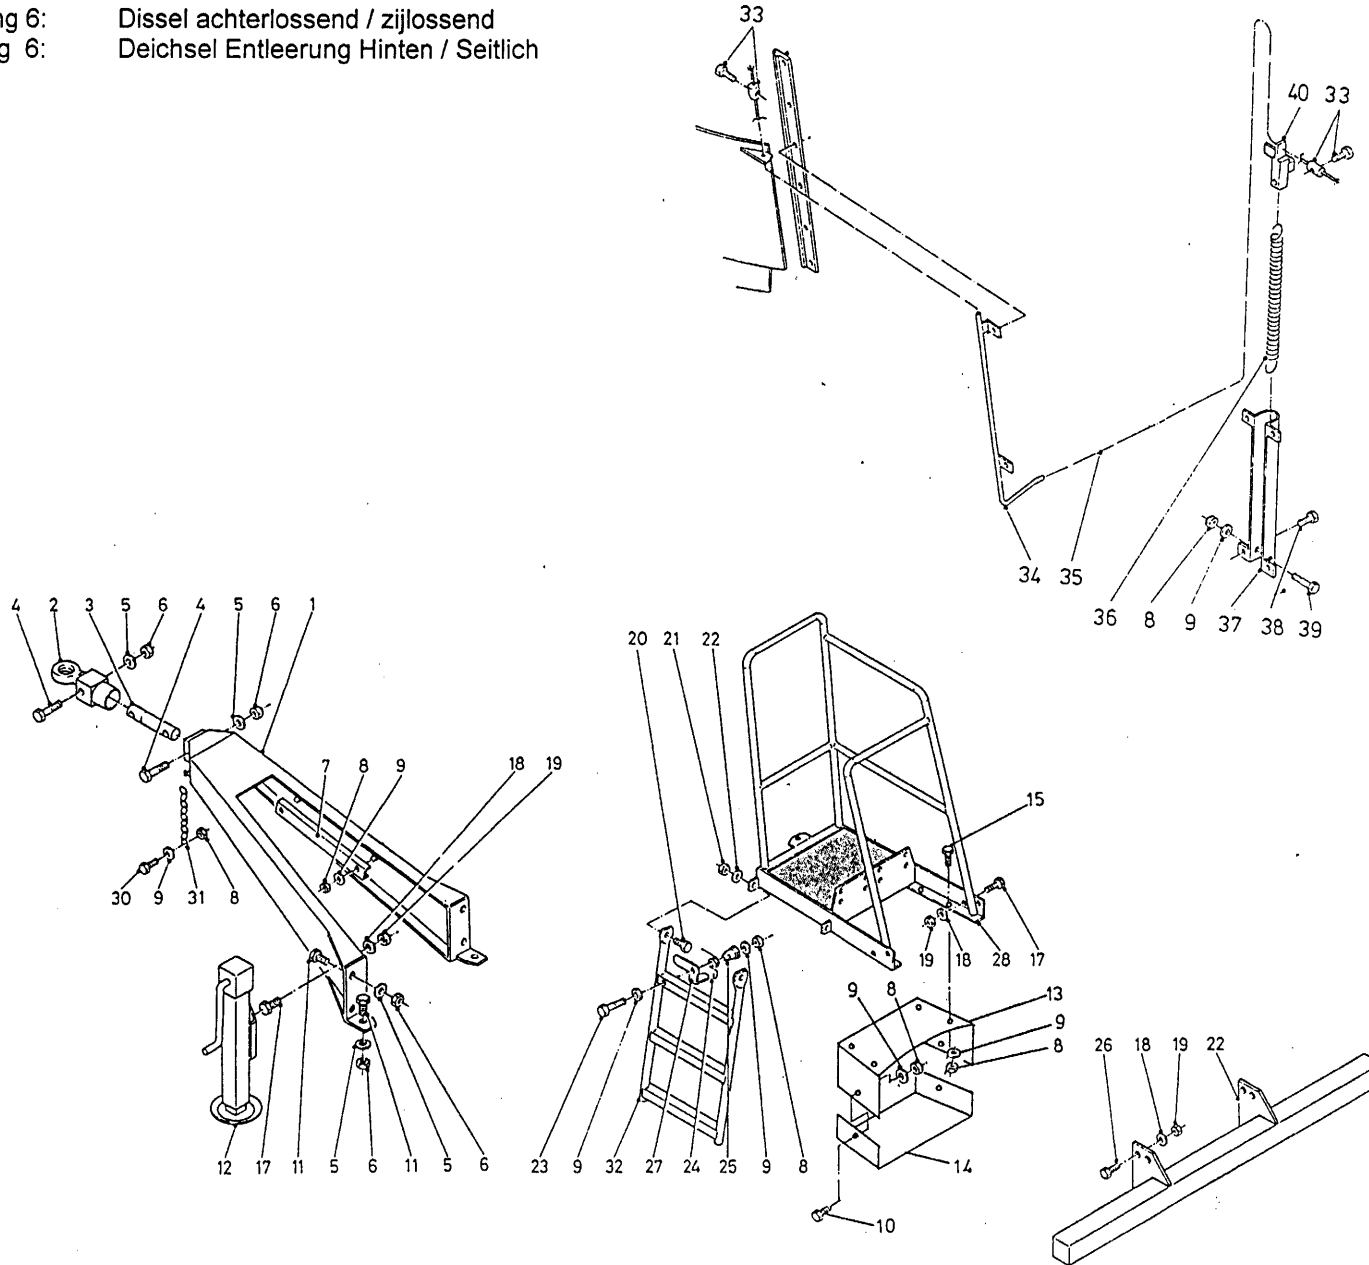 ng 6: Dissel achterlossend / zijlossend
g 6: Deichsel Entleerung Hinten / Seitlich
33
40 33
34 35 36 8 9 37 38 39
4 2 3 5 6 4 5 6 1
20 21 22
7 8 9 18 19
15
30 9 31 8
19 18 28 17
9 8 13
9
8
26 18 19 22
12 17 11 5 6 11 5 6
23 9 32 27 24 25 9 8
14
10